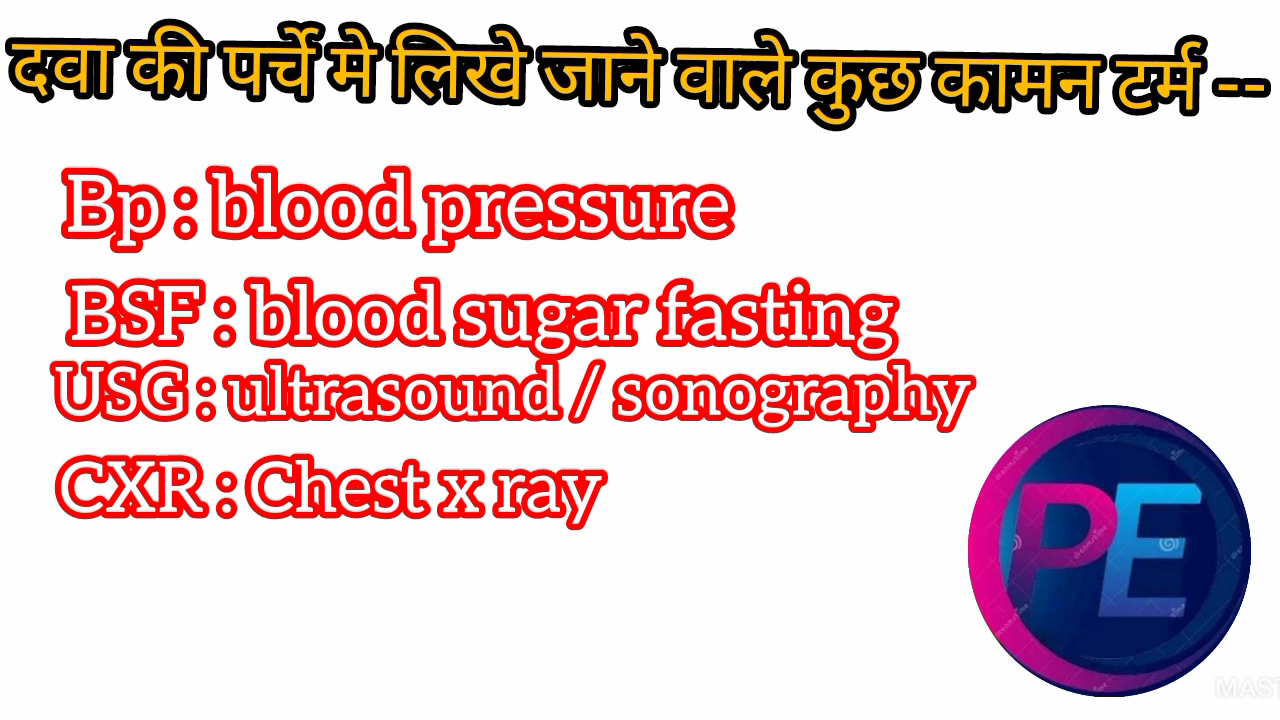 दवा की पर्चे मे लिखे जाने वाले कुछ कामन टर्म --
Bp : blood pressure
BSF : blood sugar fasting
USG : ultrasound / sonography
CXR : Chest x ray
PE